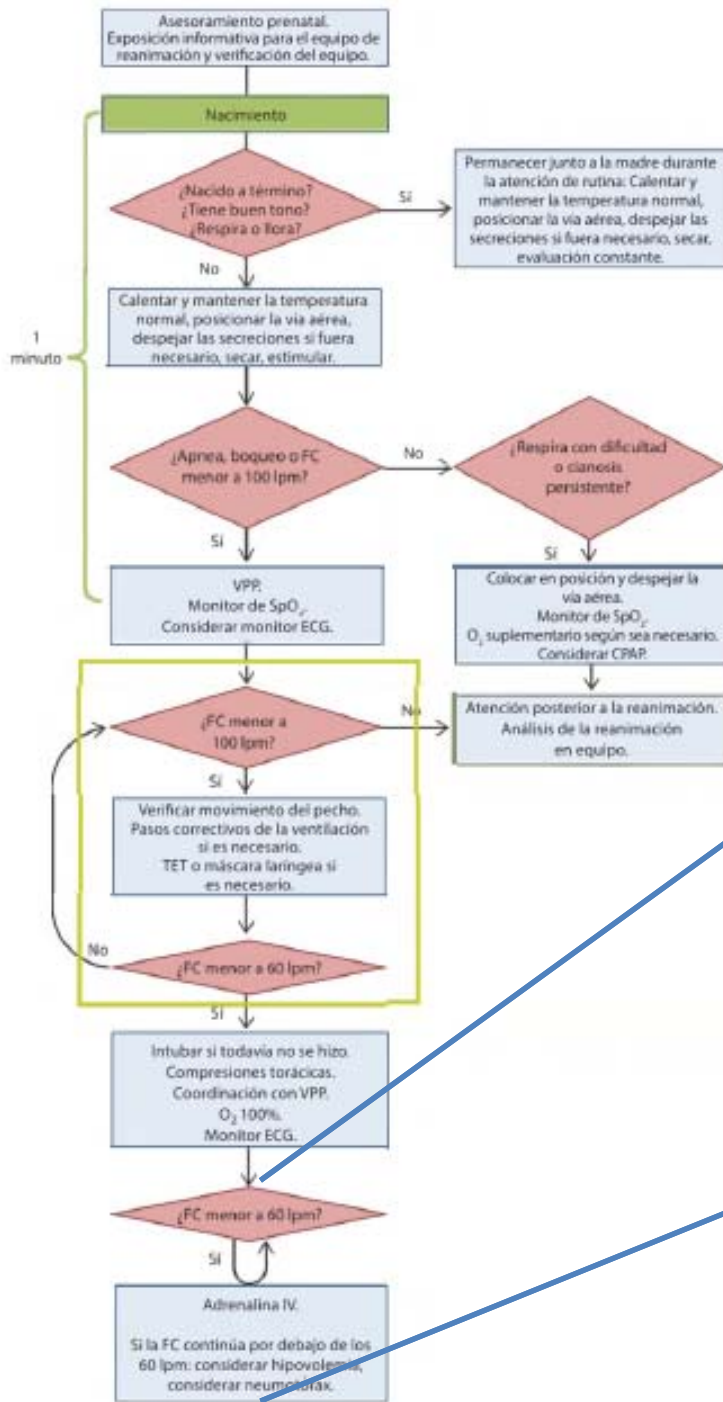 Asesoramiento prenatal.
Exposición informativa para el equipo de
reanimación y verificación del equipo.
Nacimiento
¿Nacido a término?
¿Tiene buen tono?
¿Respira o llora?
Sí
Permanecer junto a la madre durante
la atención de rutina: Calentar y
mantener la temperatura normal,
posicionar la vía aérea, despejar las
secreciones si fuera necesario, secar,
evaluación constante.
No
Calentar y mantener la temperatura
normal, posicionar la vía aérea,
despejar las secreciones si fuera
necesario, secar, estimular.
1
minuto
¿Apnea, boqueo o FC
menor a 100 lpm?
No
¿Respira con dificultad
o cianosis
persistente?
Sí
VPP.
Monitor de SpO₂.
Considerar monitor ECG.
Sí
Colocar en posición y despejar la
vía aérea.
Monitor de SpO₂.
O₂ suplementario según sea necesario.
Considerar CPAP.
¿FC menor a
100 lpm?
No
Atención posterior a la reanimación.
Análisis de la reanimación
en equipo.
Sí
Verificar movimiento del pecho.
Pasos correctivos de la ventilación
si es necesario.
TET o máscara laríngea si
es necesario.
No
¿FC menor a 60 lpm?
Sí
Intubar si todavía no se hizo.
Compresiones torácicas.
Coordinación con VPP.
O₂ 100%.
Monitor ECG.
¿FC menor a 60 lpm?
Sí
Adrenalina IV.
Si la FC continúa por debajo de los
60 lpm: considerar hipovolemia,
considerar neumotórax.